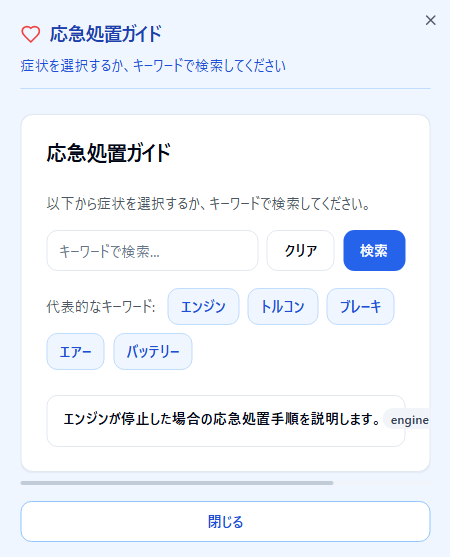 応急処置ガイド
症状を選択するか、キーワードで検索してください
応急処置ガイド
以下から症状を選択するか、キーワードで検索してください。
キーワードで検索... クリア 検索
代表的なキーワード: エンジン トルコン ブレーキ
エアー バッテリー
エンジンが停止した場合の応急処置手順を説明します。 engine
閉じる